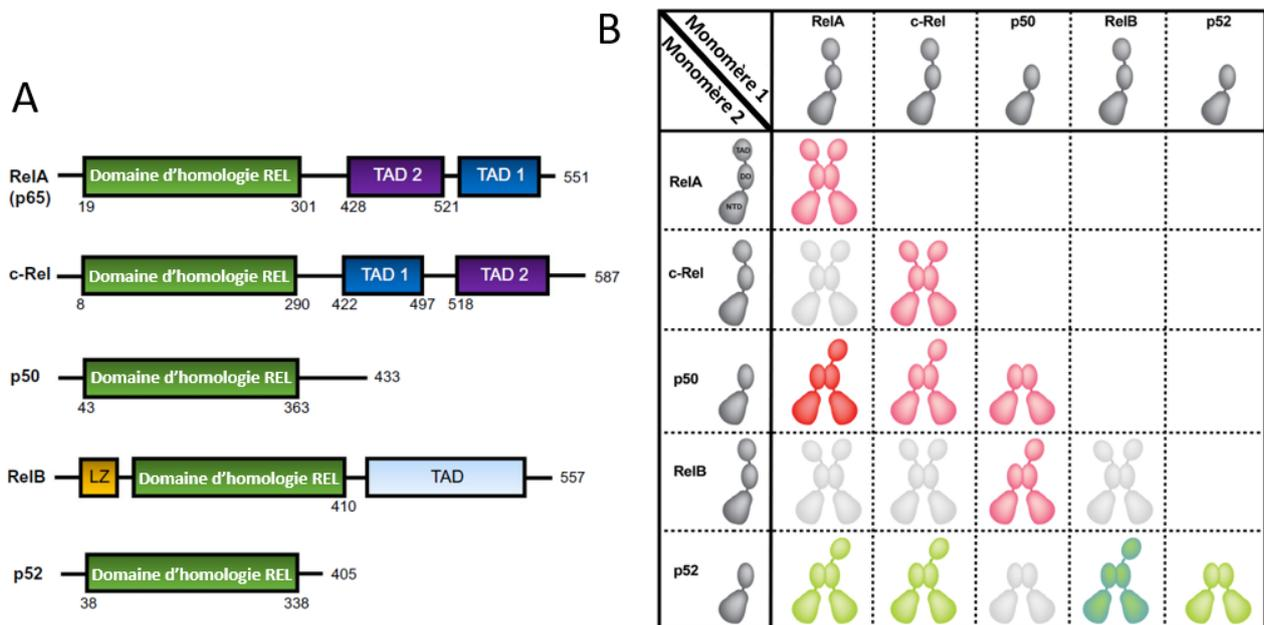 A
RelA
(p65)
Domaine d'homologie REL
TAD 2
TAD 1
551
19
301
428
521
c-Rel
Domaine d'homologie REL
TAD 1
TAD 2
587
8
290
422
497
518
p50
Domaine d'homologie REL
433
43
363
RelB
LZ
Domaine d'homologie REL
TAD
557
410
p52
Domaine d'homologie REL
405
38
338
B
Monomère 1
Monomère 2
RelA
c-Rel
p50
RelB
p52
RelA
TAD
DD
NTD
c-Rel
p50
RelB
p52